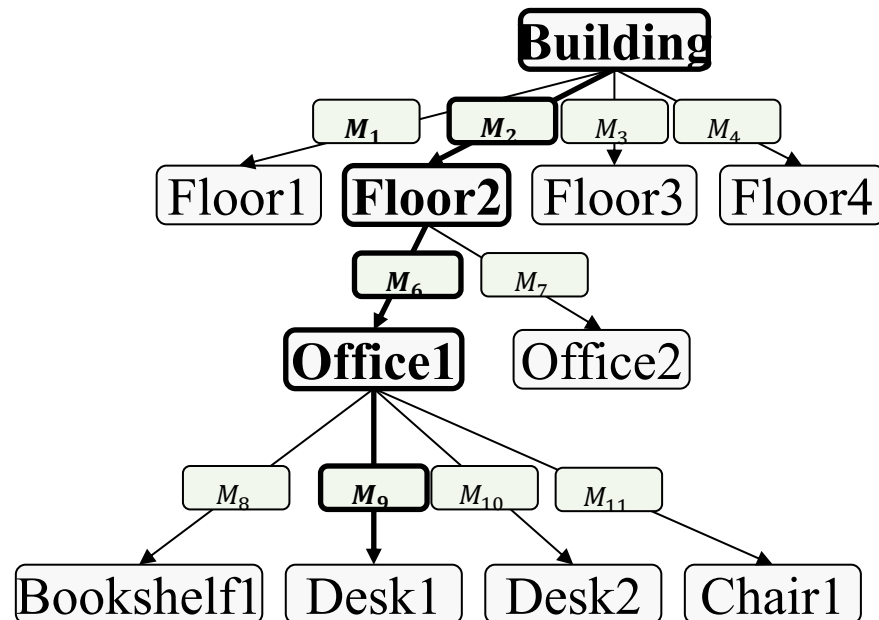 Building
M₁ M₂ M₃ M₄
Floor1 Floor2 Floor3 Floor4
M₆ M₇
Office1 Office2
M₈ M₉ M₁₀ M₁₁
Bookshelf1 Desk1 Desk2 Chair1